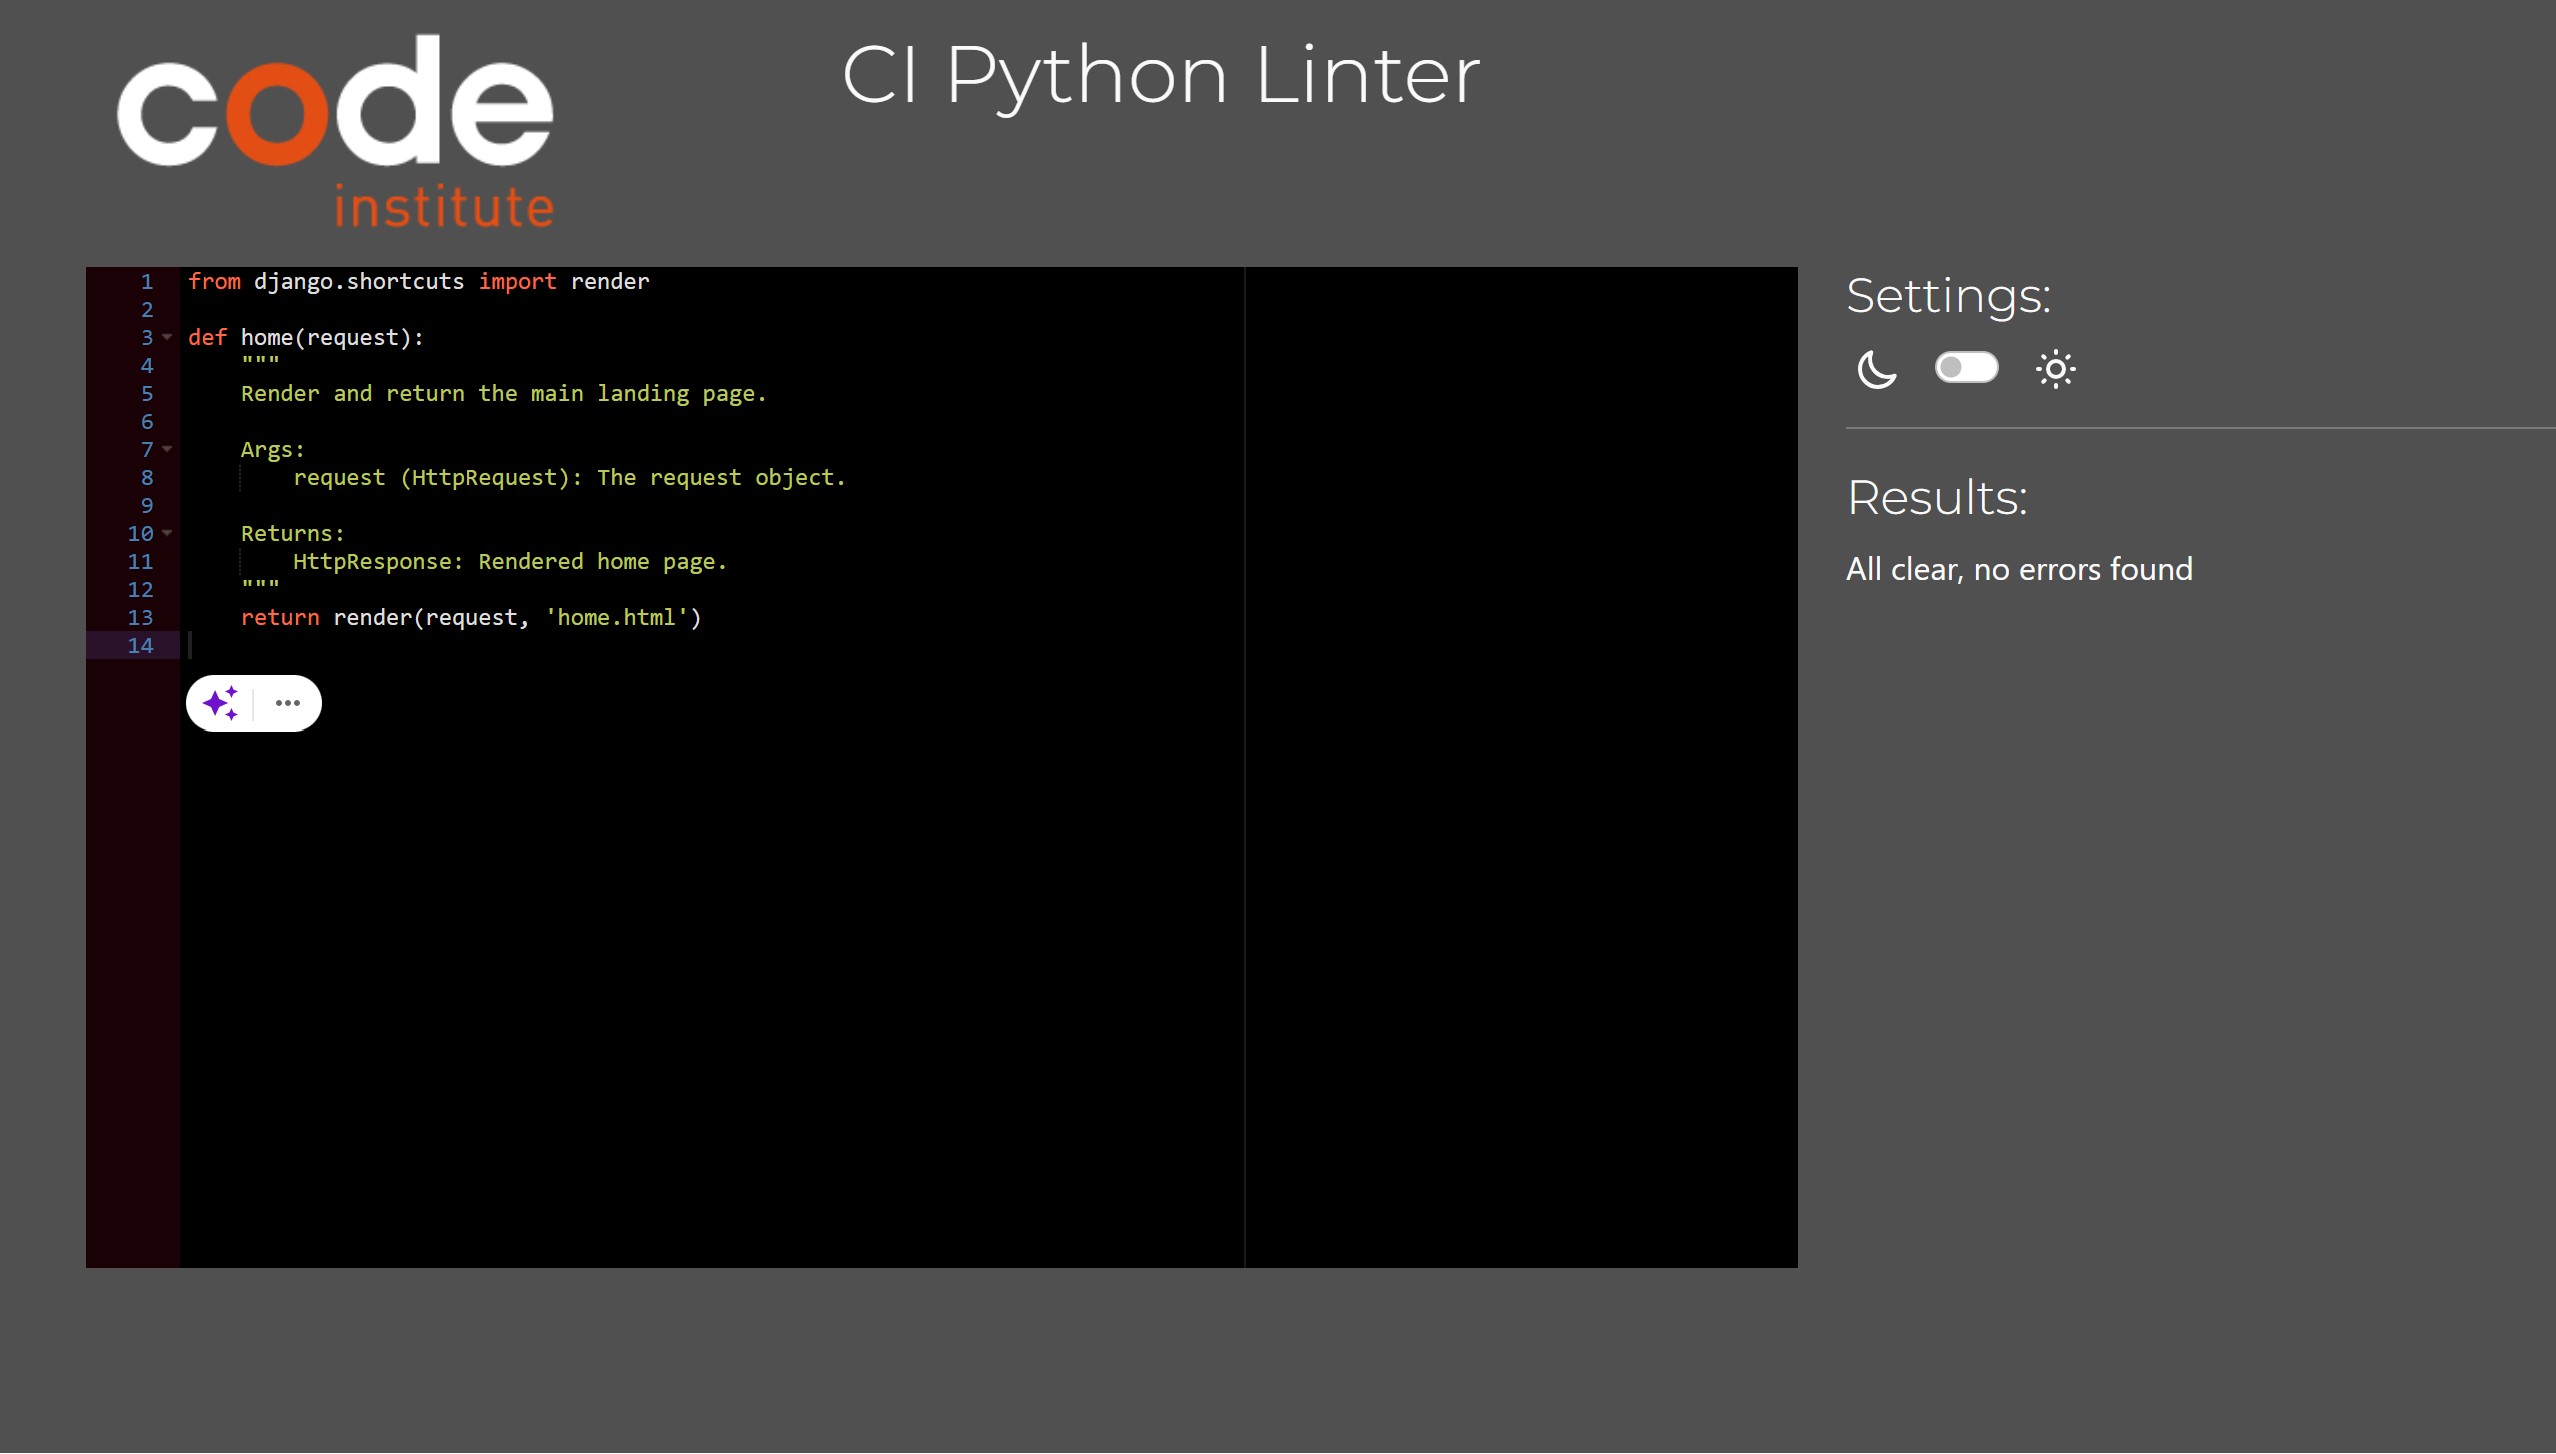 code
institute
CI Python Linter
1 from django.shortcuts import render
2
3 def home(request):
4     """
5     Render and return the main landing page.
6
7     Args:
8         request (HttpRequest): The request object.
9
10     Returns:
11         HttpResponse: Rendered home page.
12     """
13     return render(request, 'home.html')
14
Settings:
Results:
All clear, no errors found